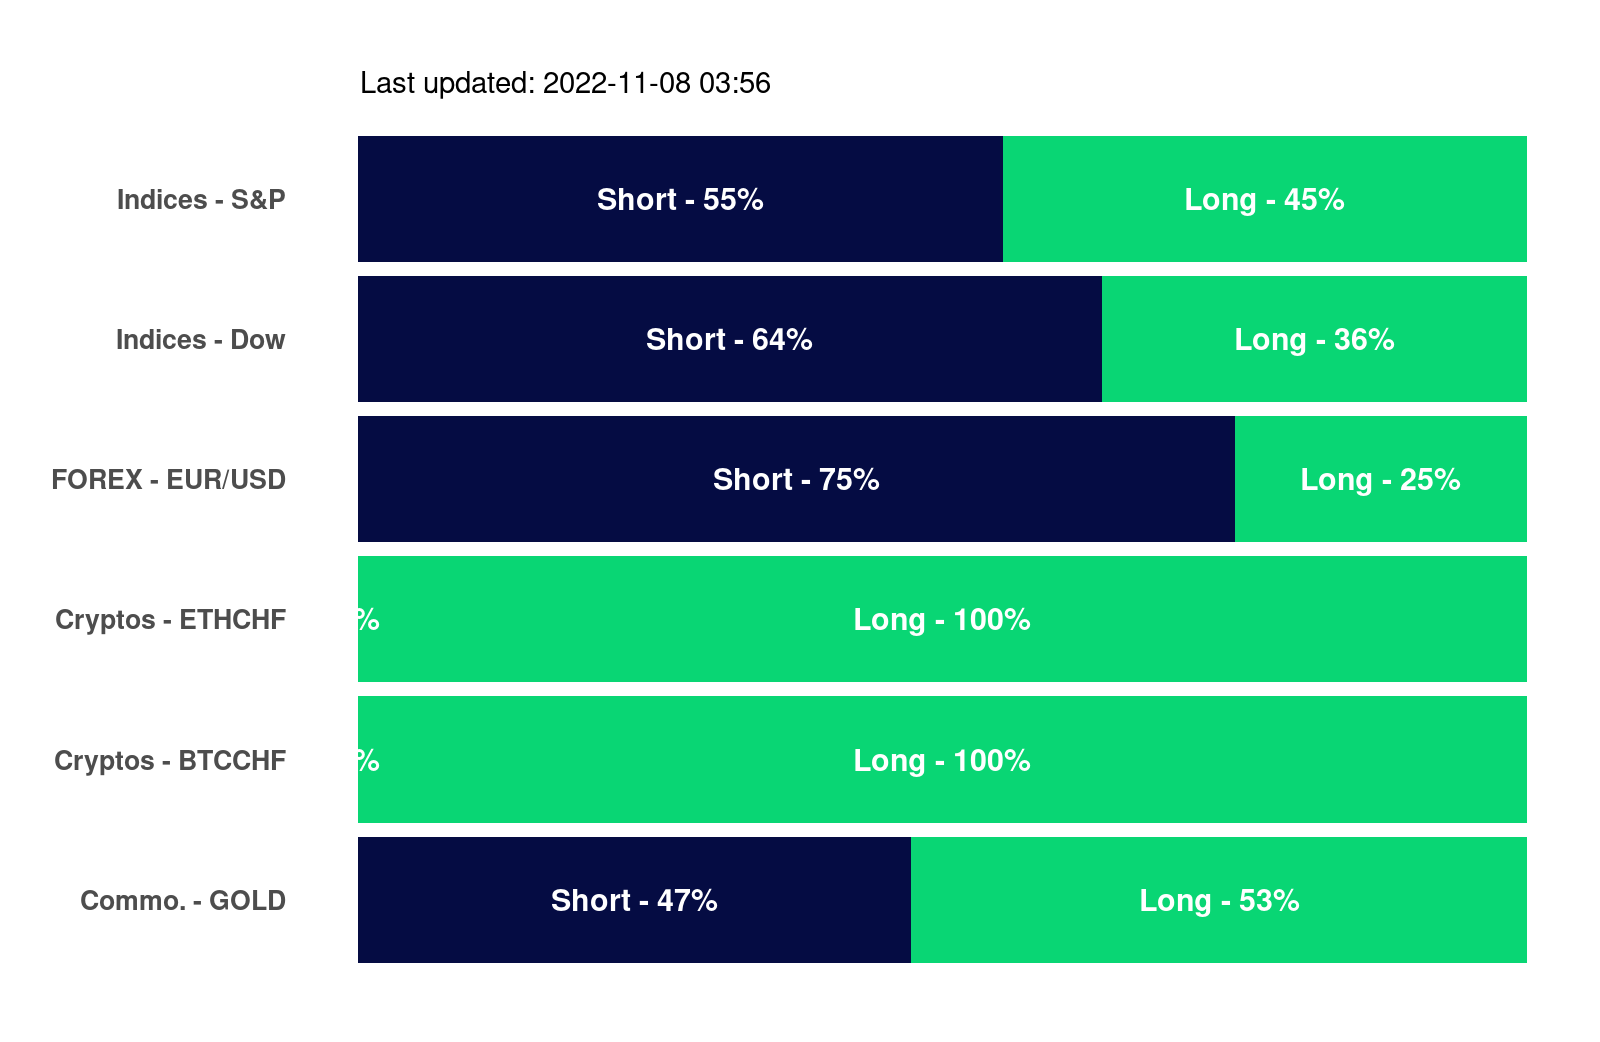 Last updated: 2022-11-08 03:56
Indices - S&P Short - 55% Long - 45%
Indices - Dow Short - 64% Long - 36%
FOREX - EUR/USD Short - 75% Long - 25%
Cryptos - ETHCHF % Long - 100%
Cryptos - BTCCHF % Long - 100%
Commo. - GOLD Short - 47% Long - 53%